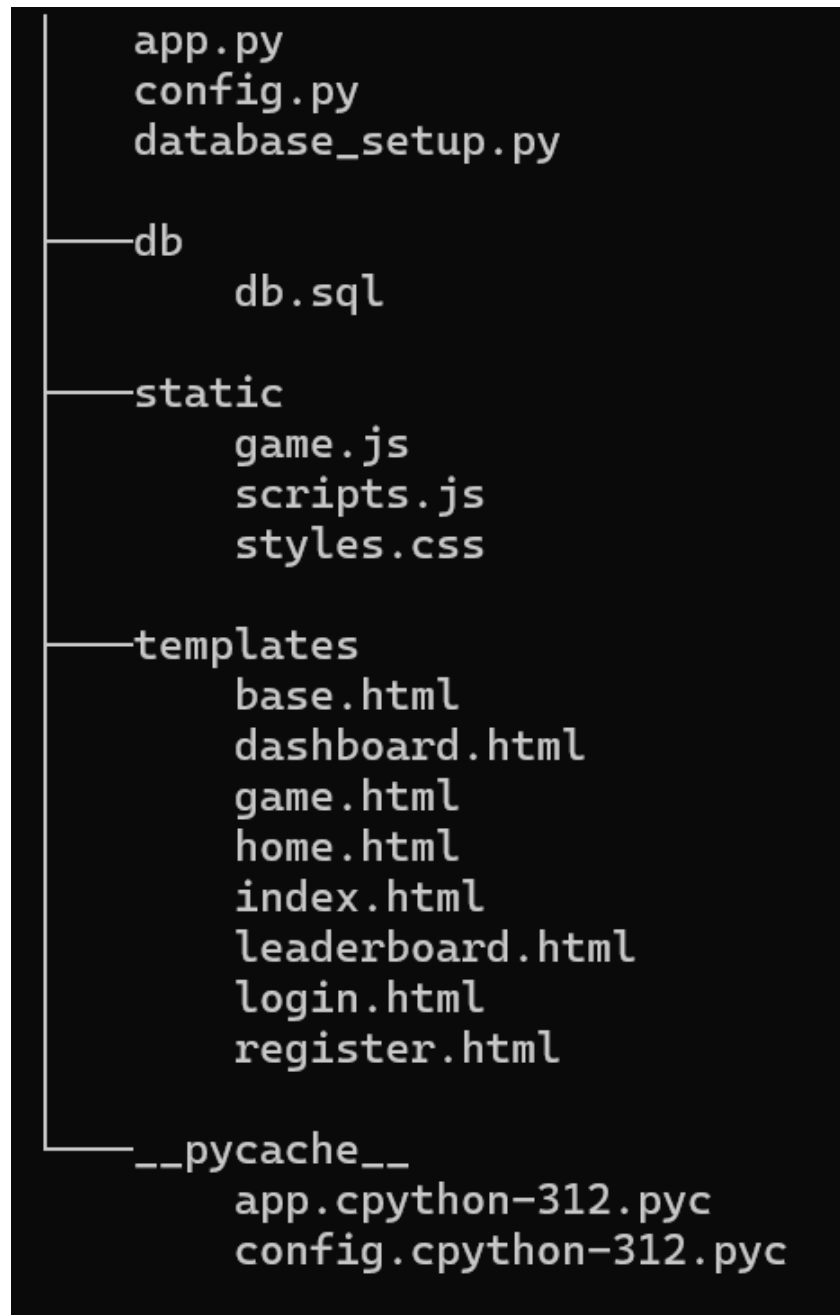 app.py
config.py
database_setup.py
db
db.sql
static
game.js
scripts.js
styles.css
templates
base.html
dashboard.html
game.html
home.html
index.html
leaderboard.html
login.html
register.html
__pycache__
app.cpython-312.pyc
config.cpython-312.pyc